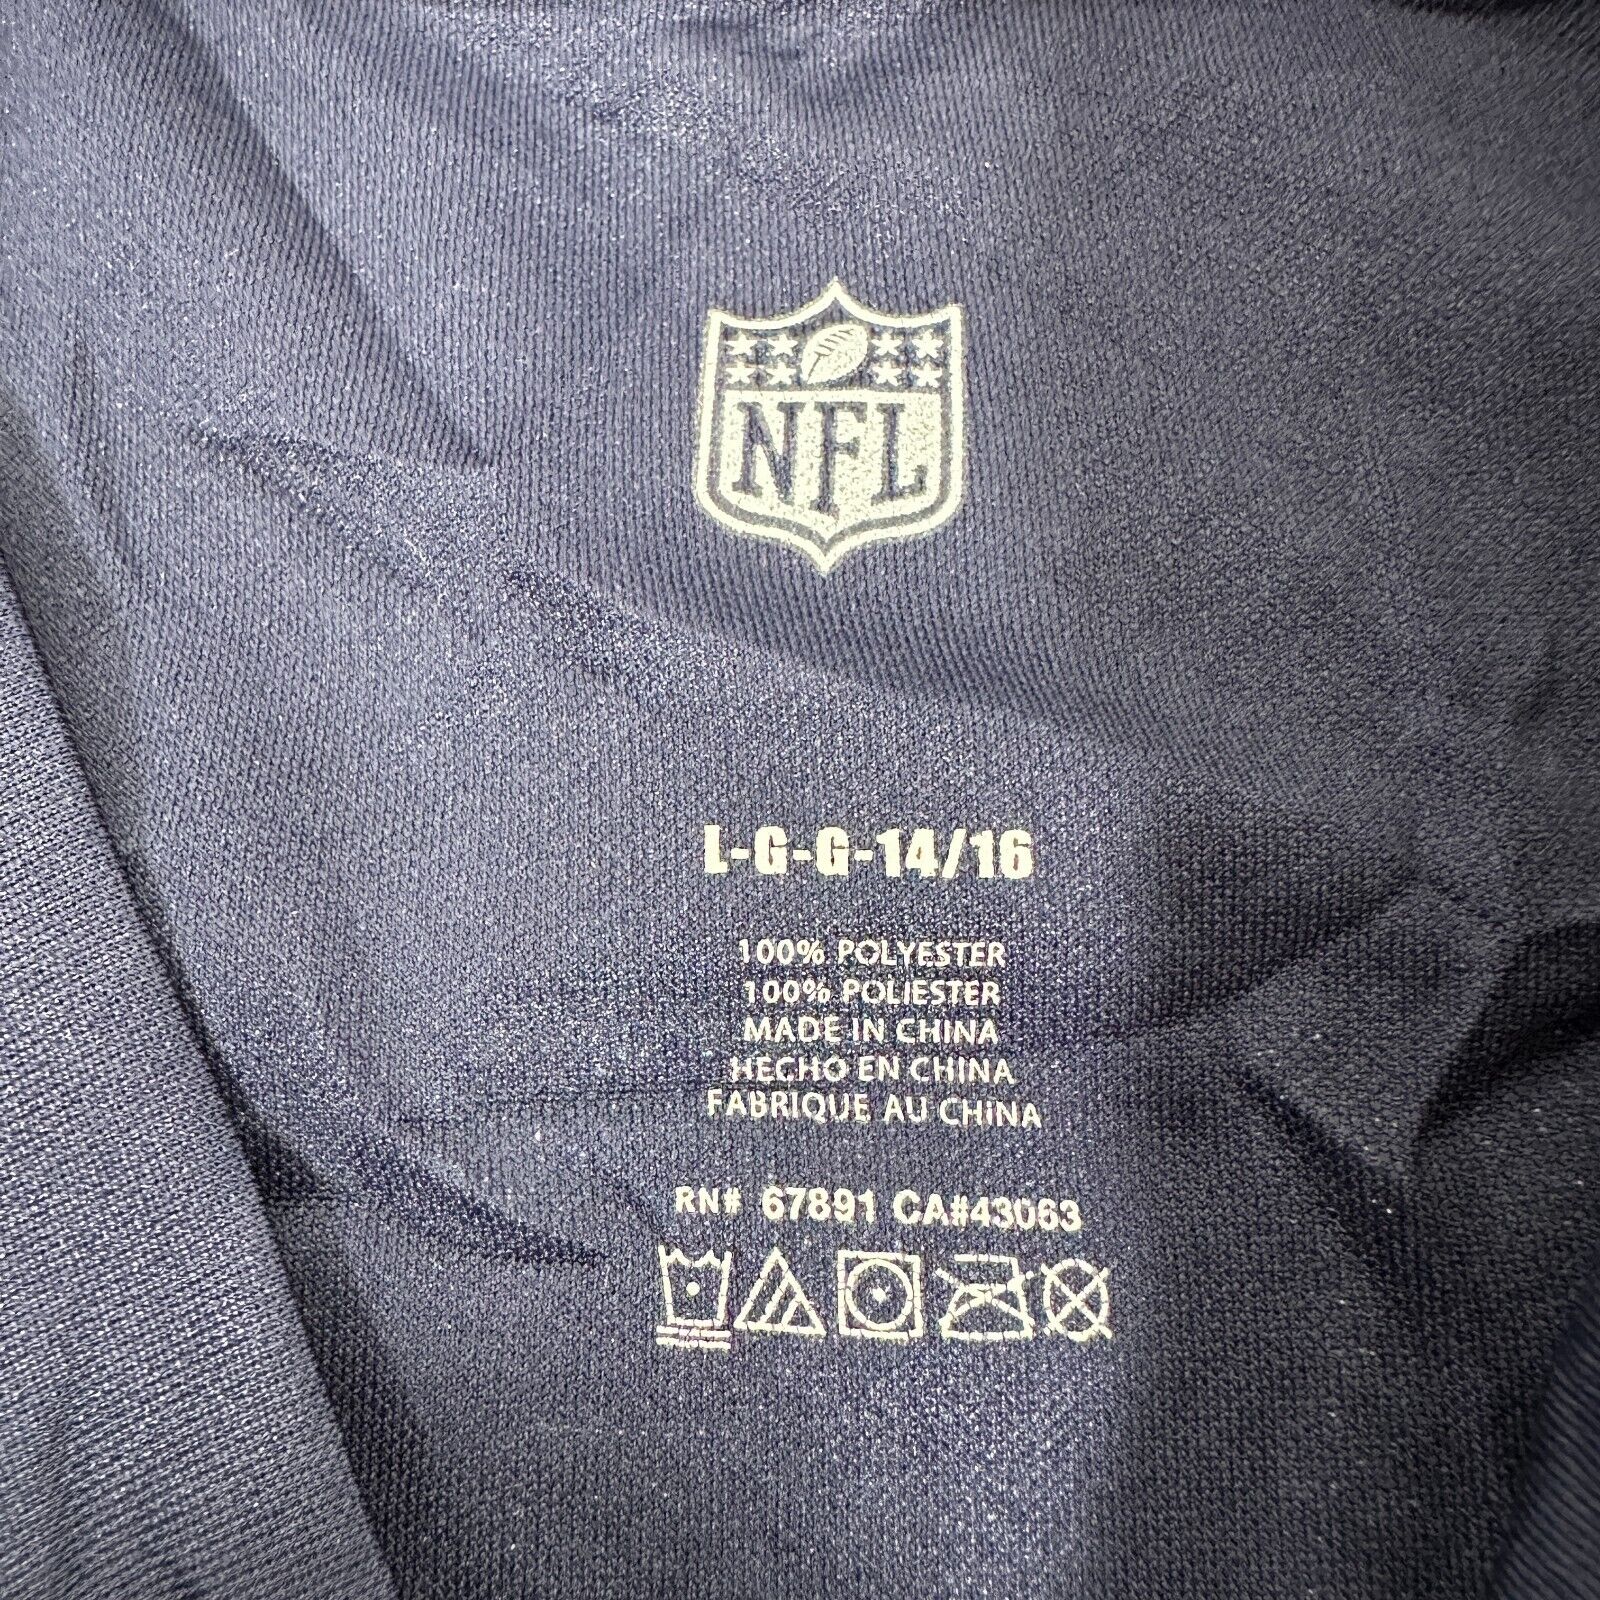 NFL
L-G-G-14/16
100% POLYESTER
100% POLIESTER
MADE IN CHINA
HECHO EN CHINA
FABRIQUE AU CHINA
RN# 67891 CA#43063